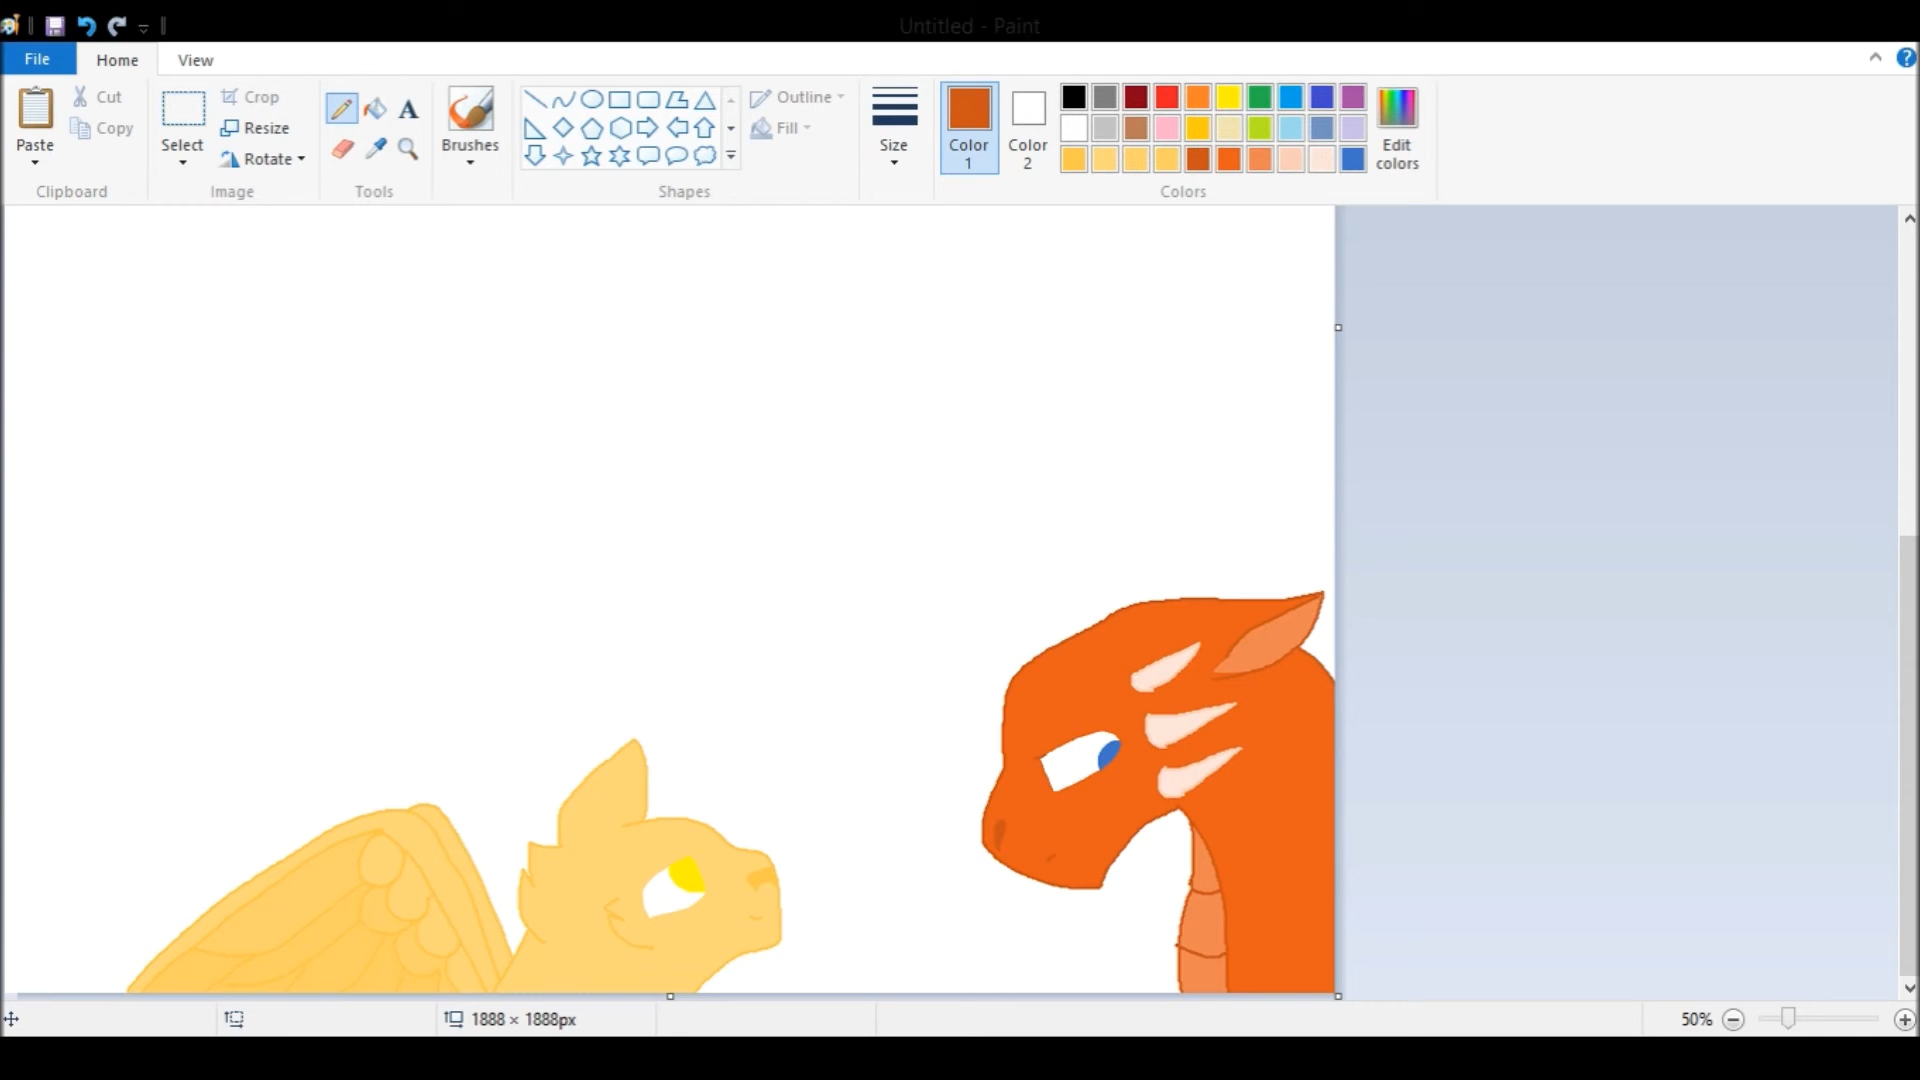 Untitled - Paint
File Home View
Paste
Cut
Copy
Clipboard
Select
Crop
Resize
Rotate
Image
A
Tools
Brushes
Shapes
Outline
Fill
Size
Color
1
Color
2
Edit
colors
Colors
?
1888 × 1888px
50%